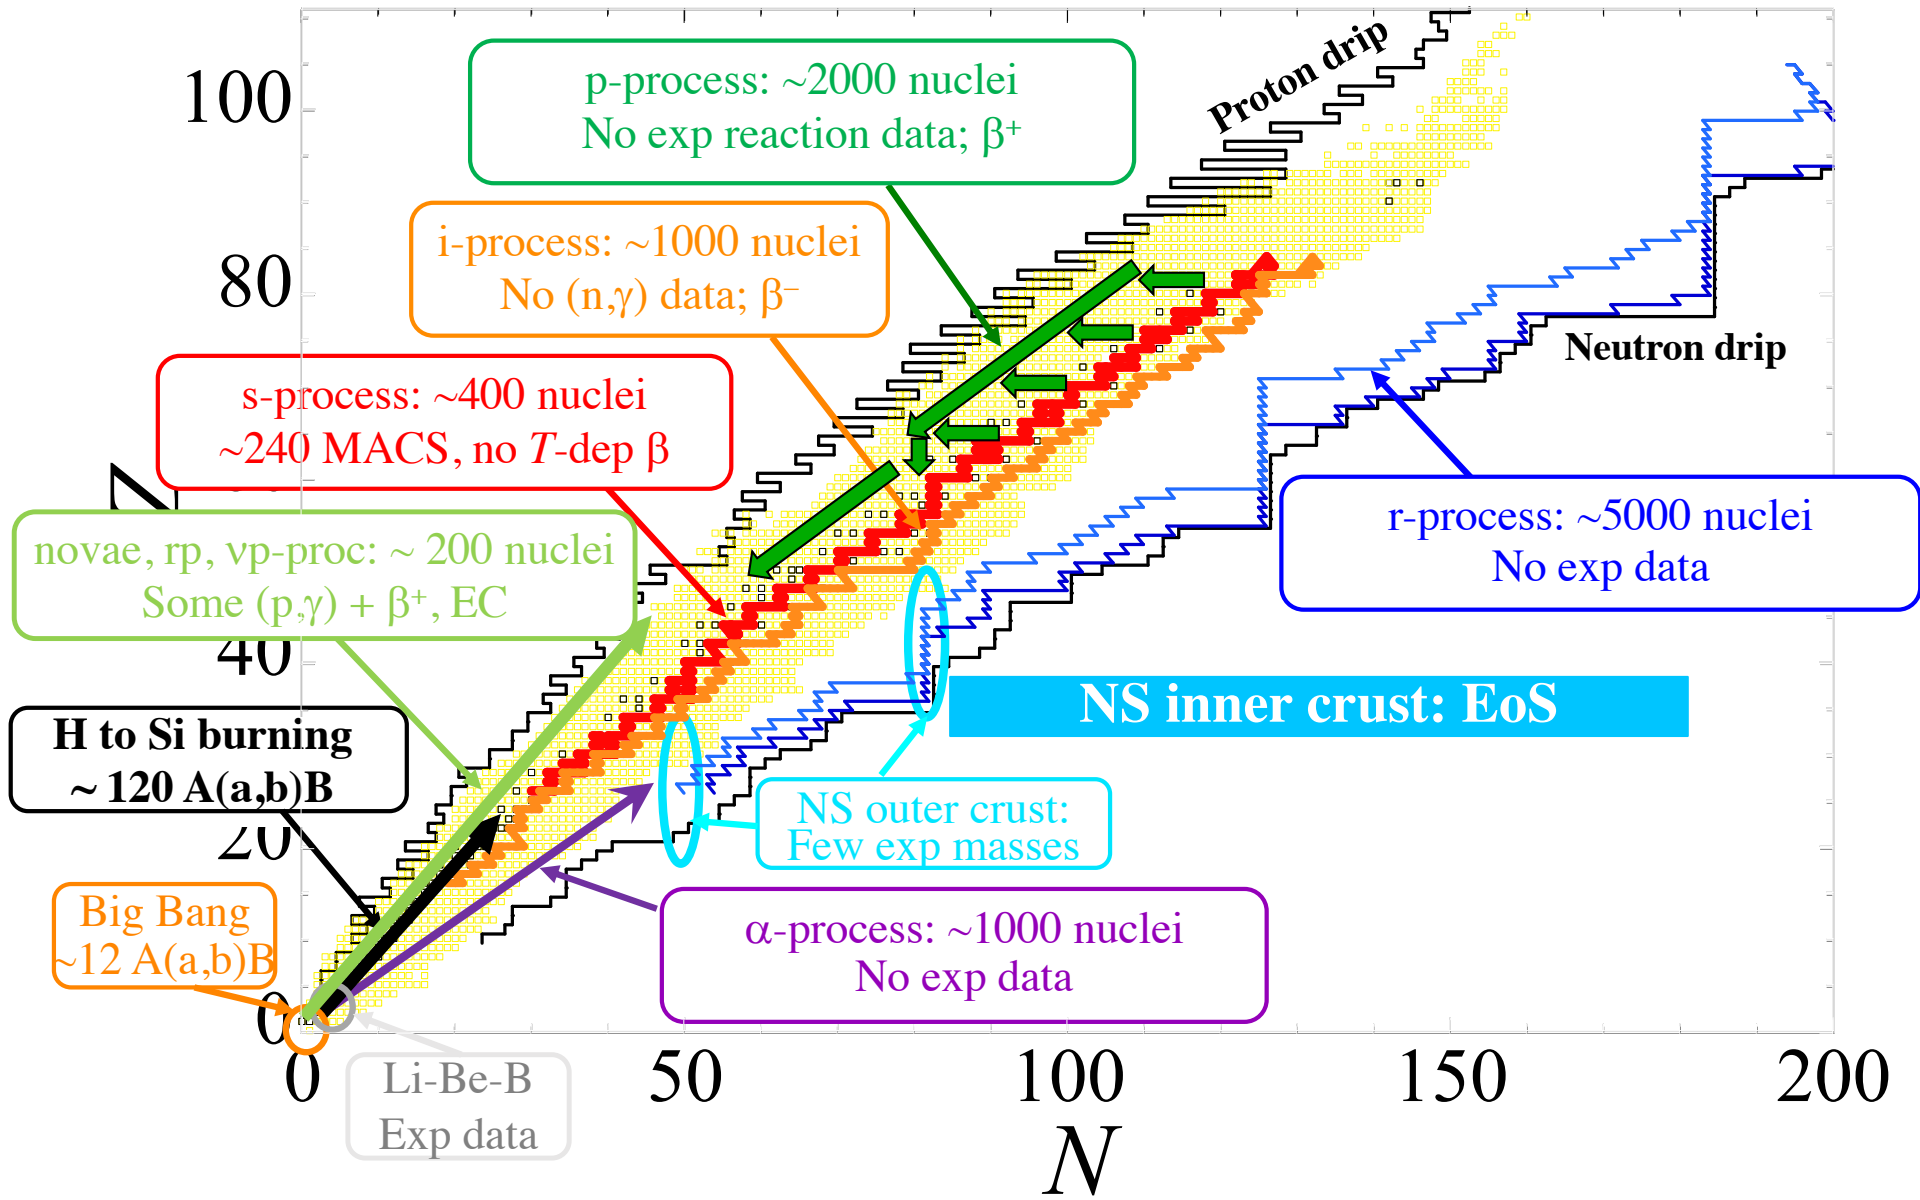 Proton drip
p-process: ~2000 nuclei
No exp reaction data; β⁺
100
i-process: ~1000 nuclei
No (n,γ) data; β⁻
80
Neutron drip
s-process: ~400 nuclei
~240 MACS, no T-dep β
r-process: ~5000 nuclei
No exp data
novae, rp, νp-proc: ~ 200 nuclei
Some (p,γ) + β⁺, EC
40
NS inner crust: EoS
H to Si burning
~ 120 A(a,b)B
NS outer crust:
Few exp masses
20
Big Bang
~12 A(a,b)B
α-process: ~1000 nuclei
No exp data
0
Li-Be-B
Exp data
0
50
100
150
200
N